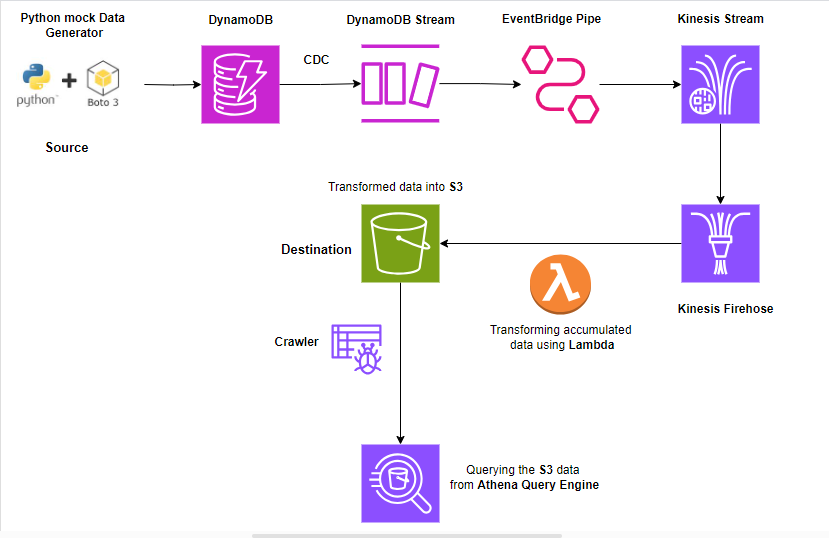 Python mock Data
Generator
DynamoDB
DynamoDB Stream
EventBridge Pipe
Kinesis Stream
CDC
python
Boto 3
Source
Transformed data into S3
Destination
Kinesis Firehose
Transforming accumulated
data using Lambda
Crawler
Querying the S3 data
from Athena Query Engine